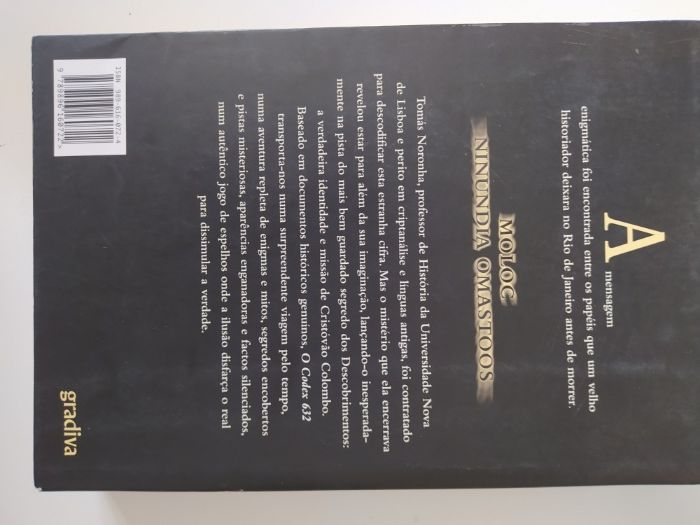 A mensagem
enigmática foi encontrada entre os papéis que um velho
historiador deixara no Rio de Janeiro antes de morrer.
MOLOC
NINUNDIA OMASTOOS
Tomás Noronha, professor de História da Universidade Nova
de Lisboa e perito em criptanálise e línguas antigas, foi contratado
para descodificar esta estranha cifra. Mas o mistério que ela encerrava
revelou estar para além da sua imaginação, lançando-o inesperada-
mente na pista do mais bem guardado segredo dos Descobrimentos:
a verdadeira identidade e missão de Cristóvão Colombo.
Baseado em documentos históricos genuínos, O Codex 632
transporta-nos numa surpreendente viagem pelo tempo,
numa aventura repleta de enigmas e mitos, segredos encobertos
e pistas misteriosas, aparências enganadoras e factos silenciados,
num autêntico jogo de espelhos onde a ilusão disfarça o real
para dissimular a verdade.
ISBN 989-616-072-4
9 789896 160722 >
gradiva